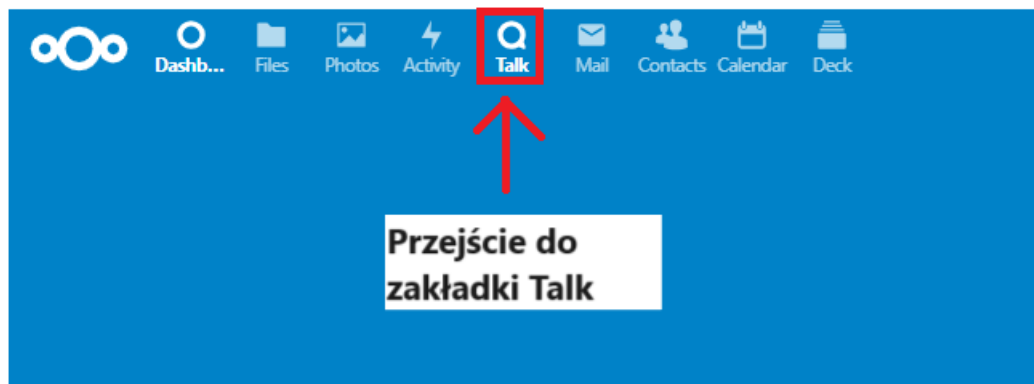 Dashb... Files Photos Activity Talk Mail Contacts Calendar Deck
Przejście do
zakładki Talk